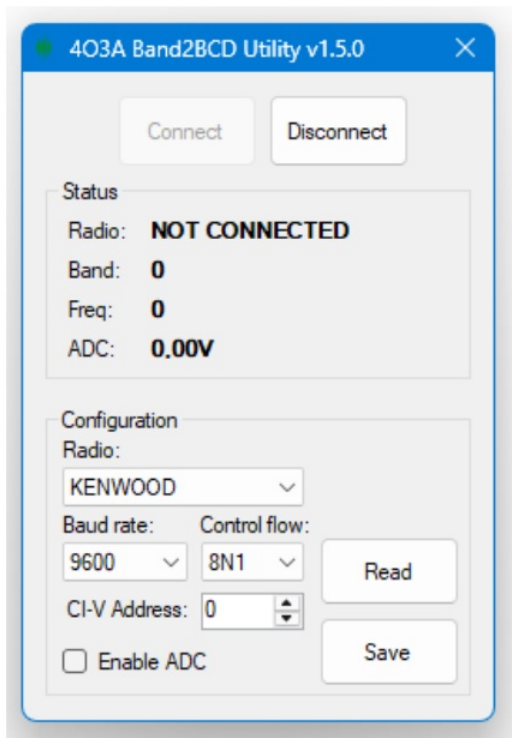 4O3A Band2BCD Utility v1.5.0
Connect Disconnect
Status
Radio: NOT CONNECTED
Band: 0
Freq: 0
ADC: 0.00V
Configuration
Radio:
KENWOOD
Baud rate: Control flow:
9600 8N1
Read
CI-V Address: 0
Enable ADC
Save